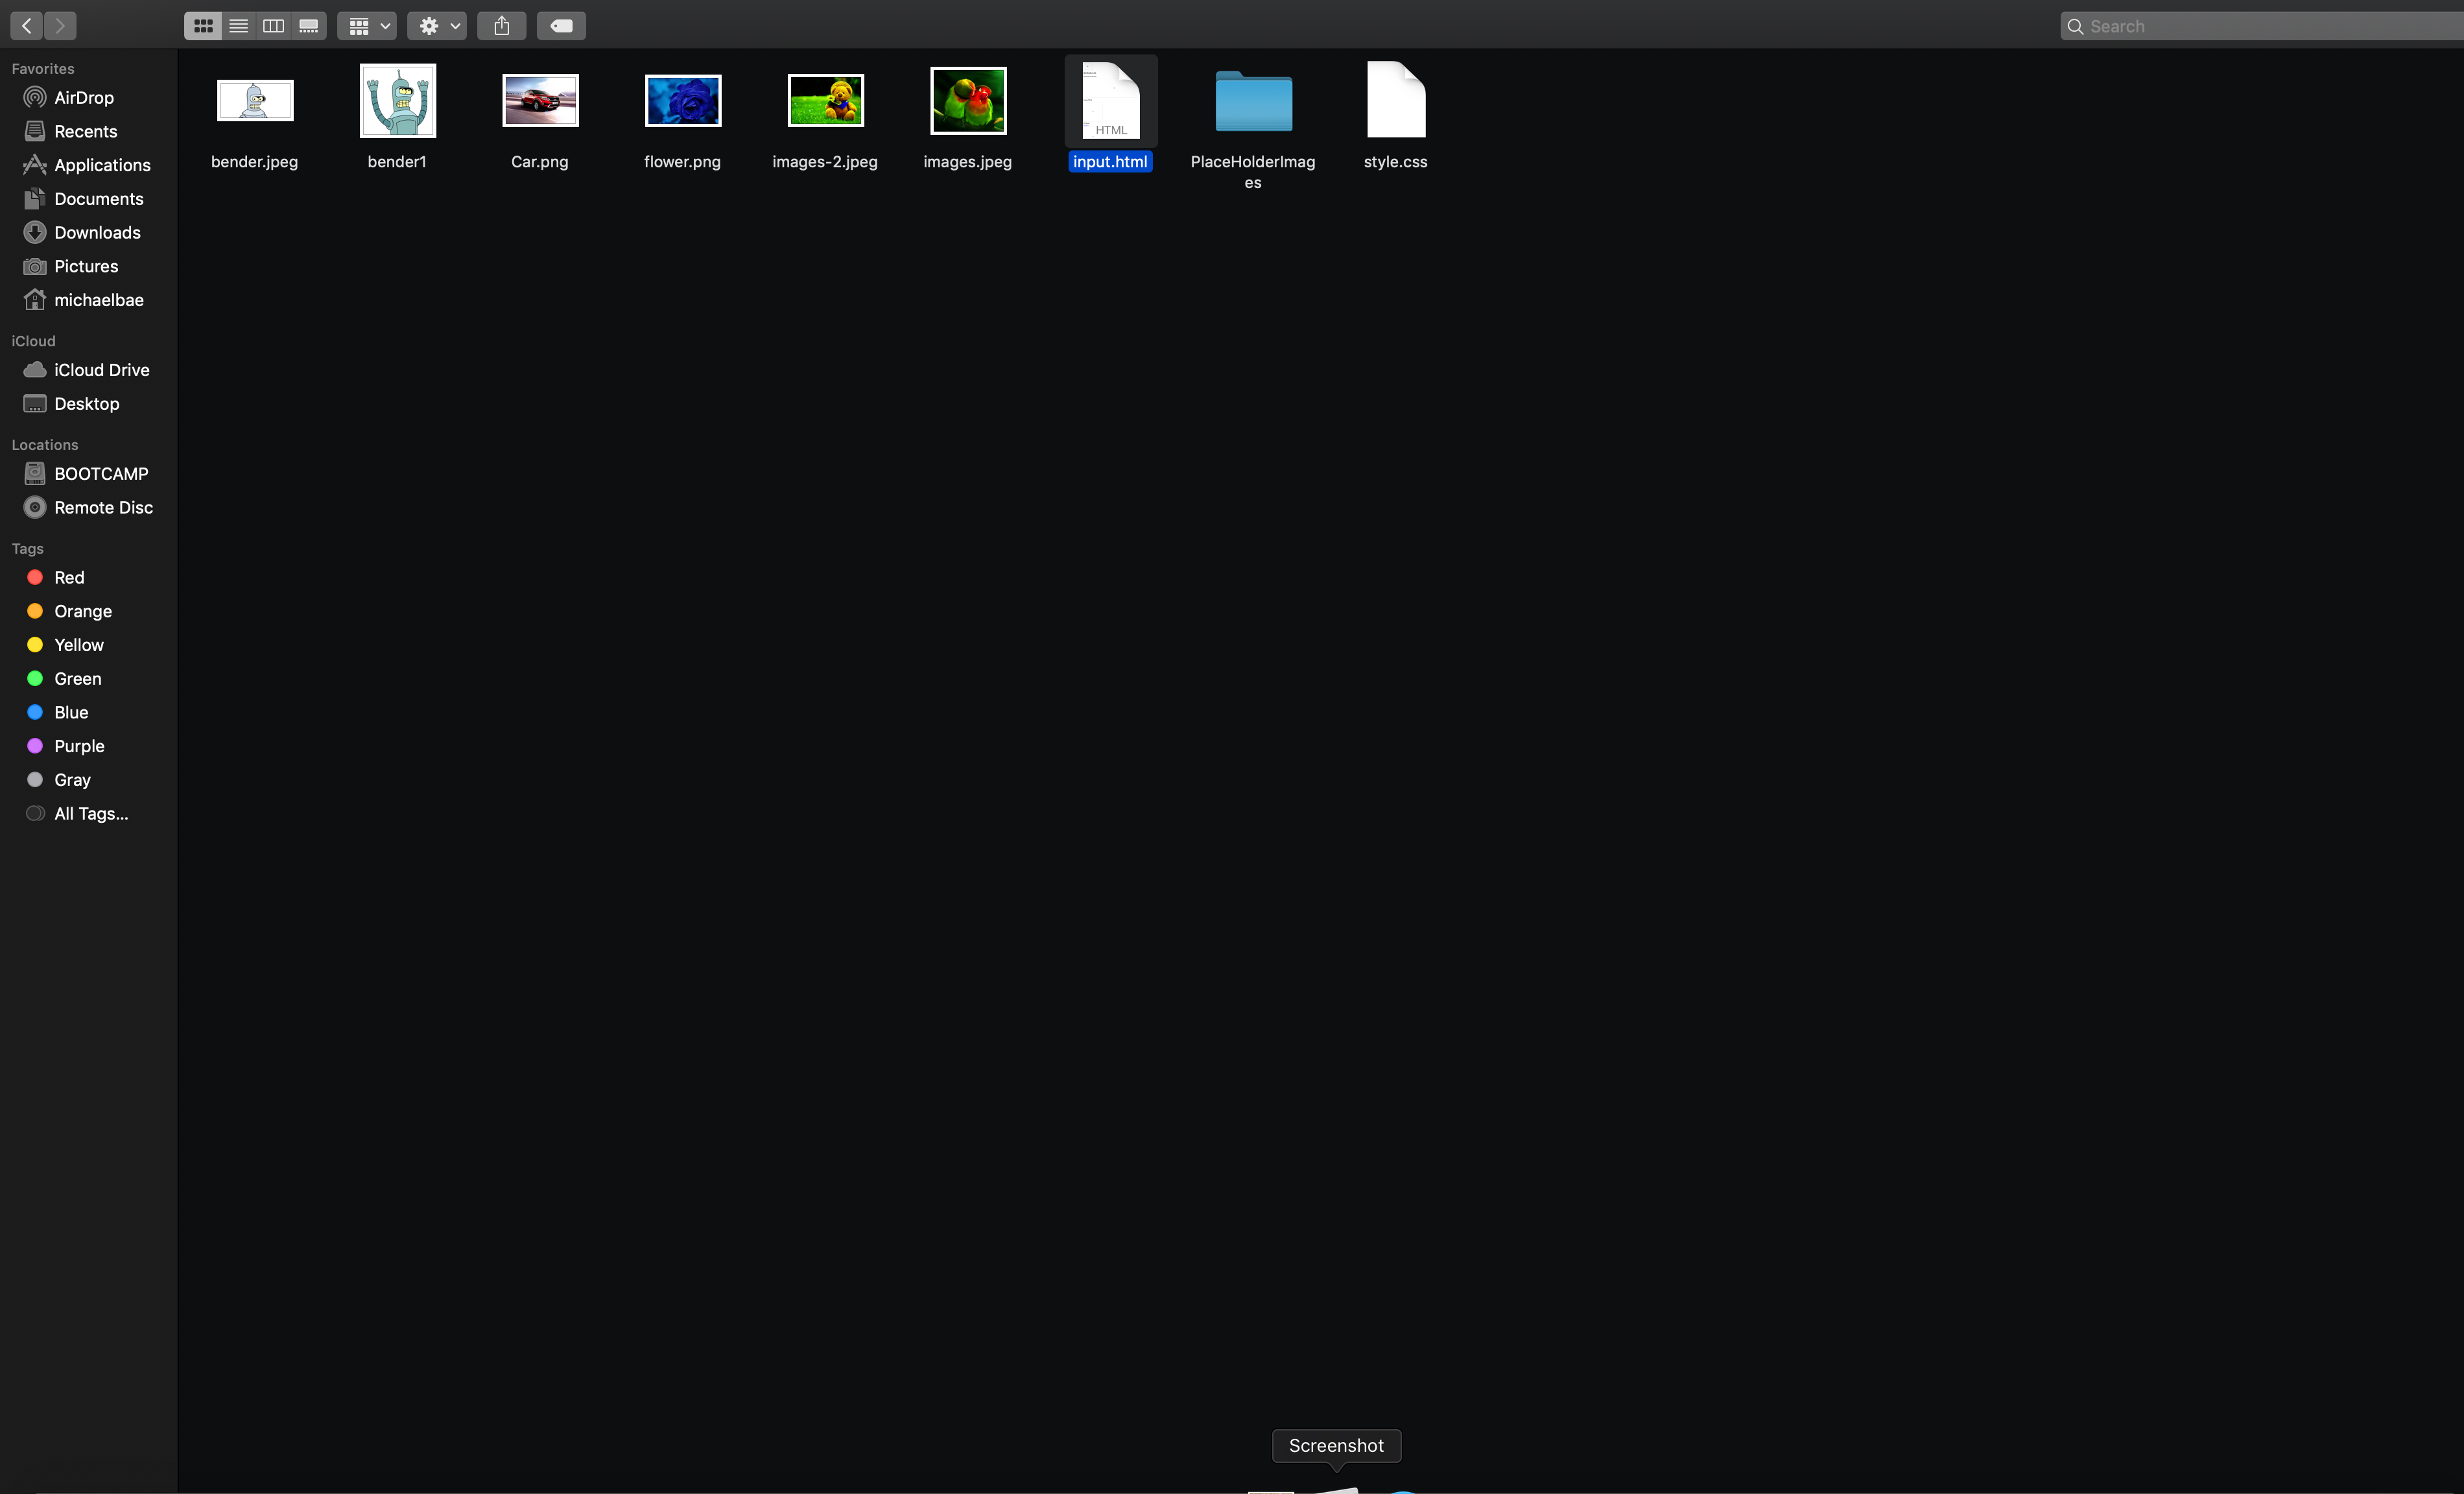 Search
Favorites
AirDrop
Recents
Applications
Documents
Downloads
Pictures
michaelbae
iCloud
iCloud Drive
Desktop
Locations
BOOTCAMP
Remote Disc
Tags
Red
Orange
Yellow
Green
Blue
Purple
Gray
All Tags...
HTML
bender.jpeg
bender1
Car.png
flower.png
images-2.jpeg
images.jpeg
input.html
PlaceHolderImag
es
style.css
Screenshot